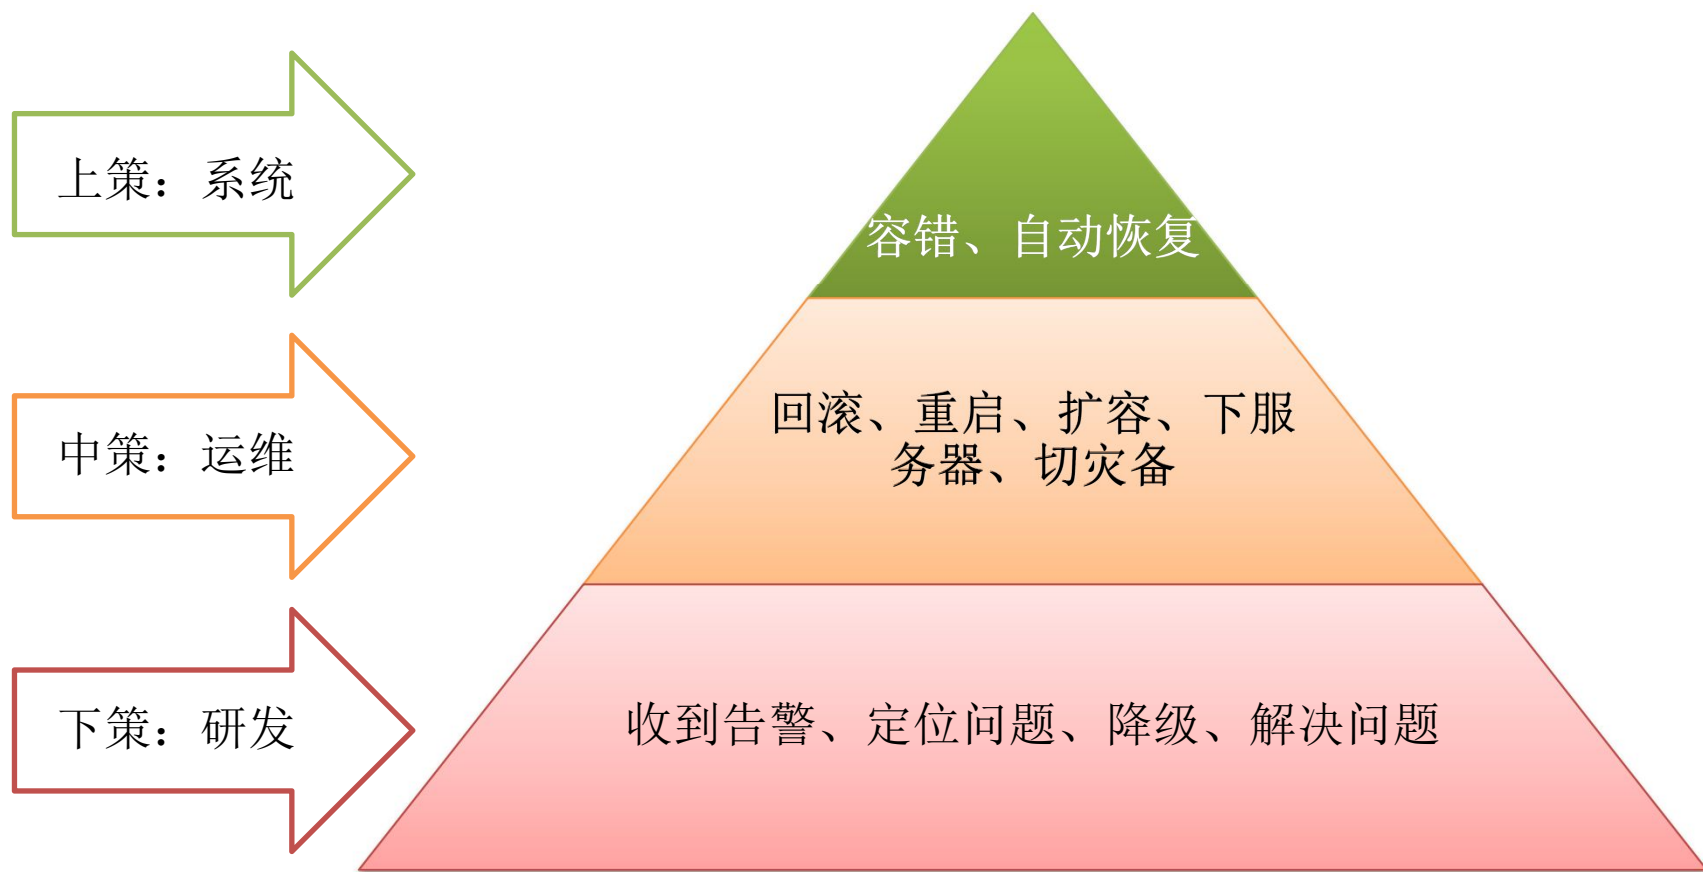 上策：系统
容错、自动恢复
中策：运维
回滚、重启、扩容、下服
务器、切灾备
下策：研发
收到告警、定位问题、降级、解决问题